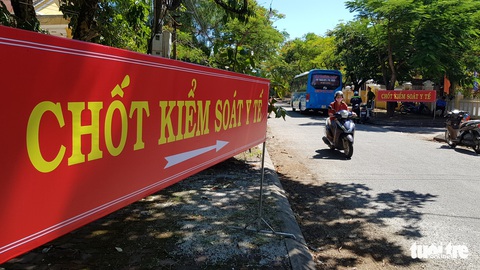 CHỐT KIỂM SOÁT Y TẾ
CHỐT KIỂM SOÁT Y TẾ
tuổi trẻ